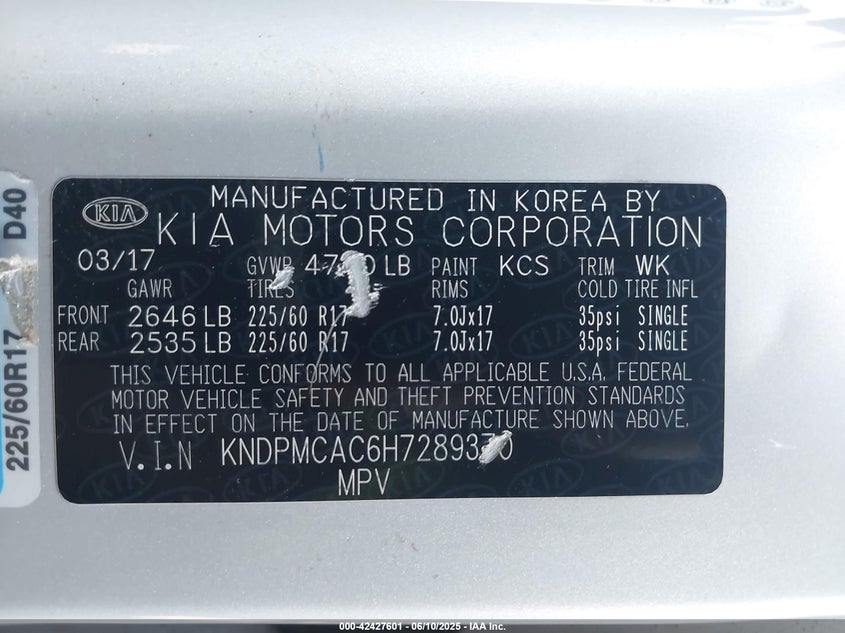 MANUFACTURED IN KOREA BY
KIA
KIA MOTORS CORPORATION
03/17 GVWR LB PAINT KCS TRIM WK
GAWR TIRES RIMS COLD TIRE INFL
FRONT 2646 LB 225/60 R17 7.0Jx17 35psi SINGLE
REAR 2535 LB 225/60 R17 7.0Jx17 35psi SINGLE
THIS VEHICLE CONFORMS TO ALL APPLICABLE U.S.A. FEDERAL
MOTOR VEHICLE SAFETY AND THEFT PREVENTION STANDARDS
IN EFFECT ON THE DATE OF MANUFACTURE SHOWN ABOVE.
V.I.N
MPV
225/60R17 D40
000-42427601 - 06/10/2025 - IAA Inc.